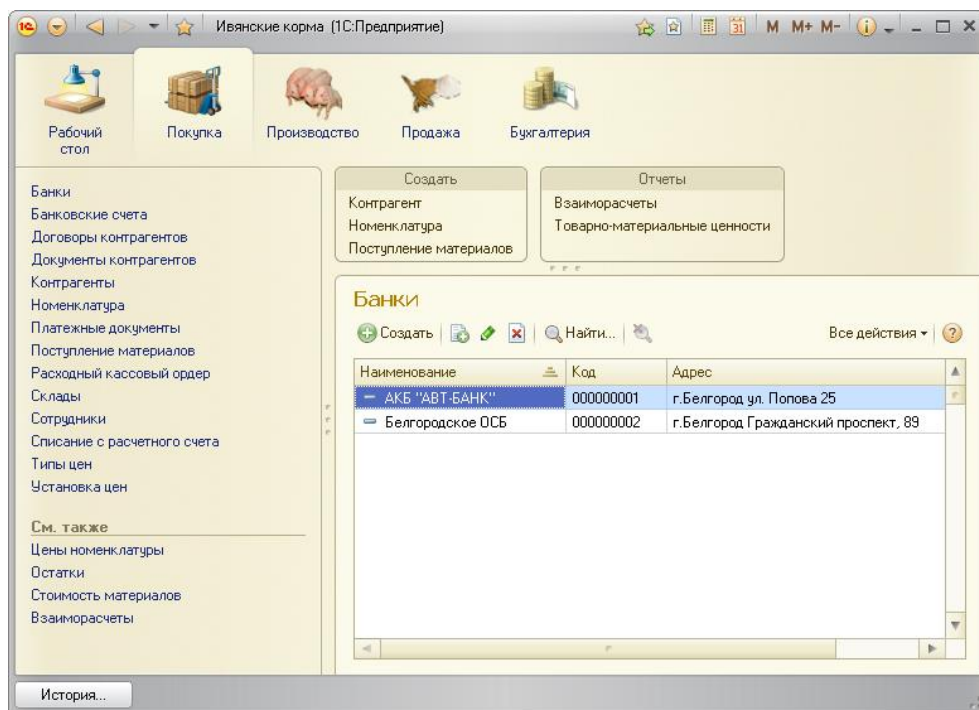 1С
Ивянские корма (1С:Предприятие)
31
M M+ M-
Рабочий
стол
Покупка
Производство
Продажа
Бухгалтерия
Банки
Банковские счета
Договоры контрагентов
Документы контрагентов
Контрагенты
Номенклатура
Платежные документы
Поступление материалов
Расходный кассовый ордер
Склады
Сотрудники
Списание с расчетного счета
Типы цен
Установка цен
См. также
Цены номенклатуры
Остатки
Стоимость материалов
Взаиморасчеты
Создать
Контрагент
Номенклатура
Поступление материалов
Отчеты
Взаиморасчеты
Товарно-материальные ценности
Банки
Создать Найти... Все действия ?
Наименование Код Адрес
АКБ "АВТ-БАНК" 000000001 г.Белгород ул. Попова 25
Белгородское ОСБ 000000002 г.Белгород Гражданский проспект, 89
История...